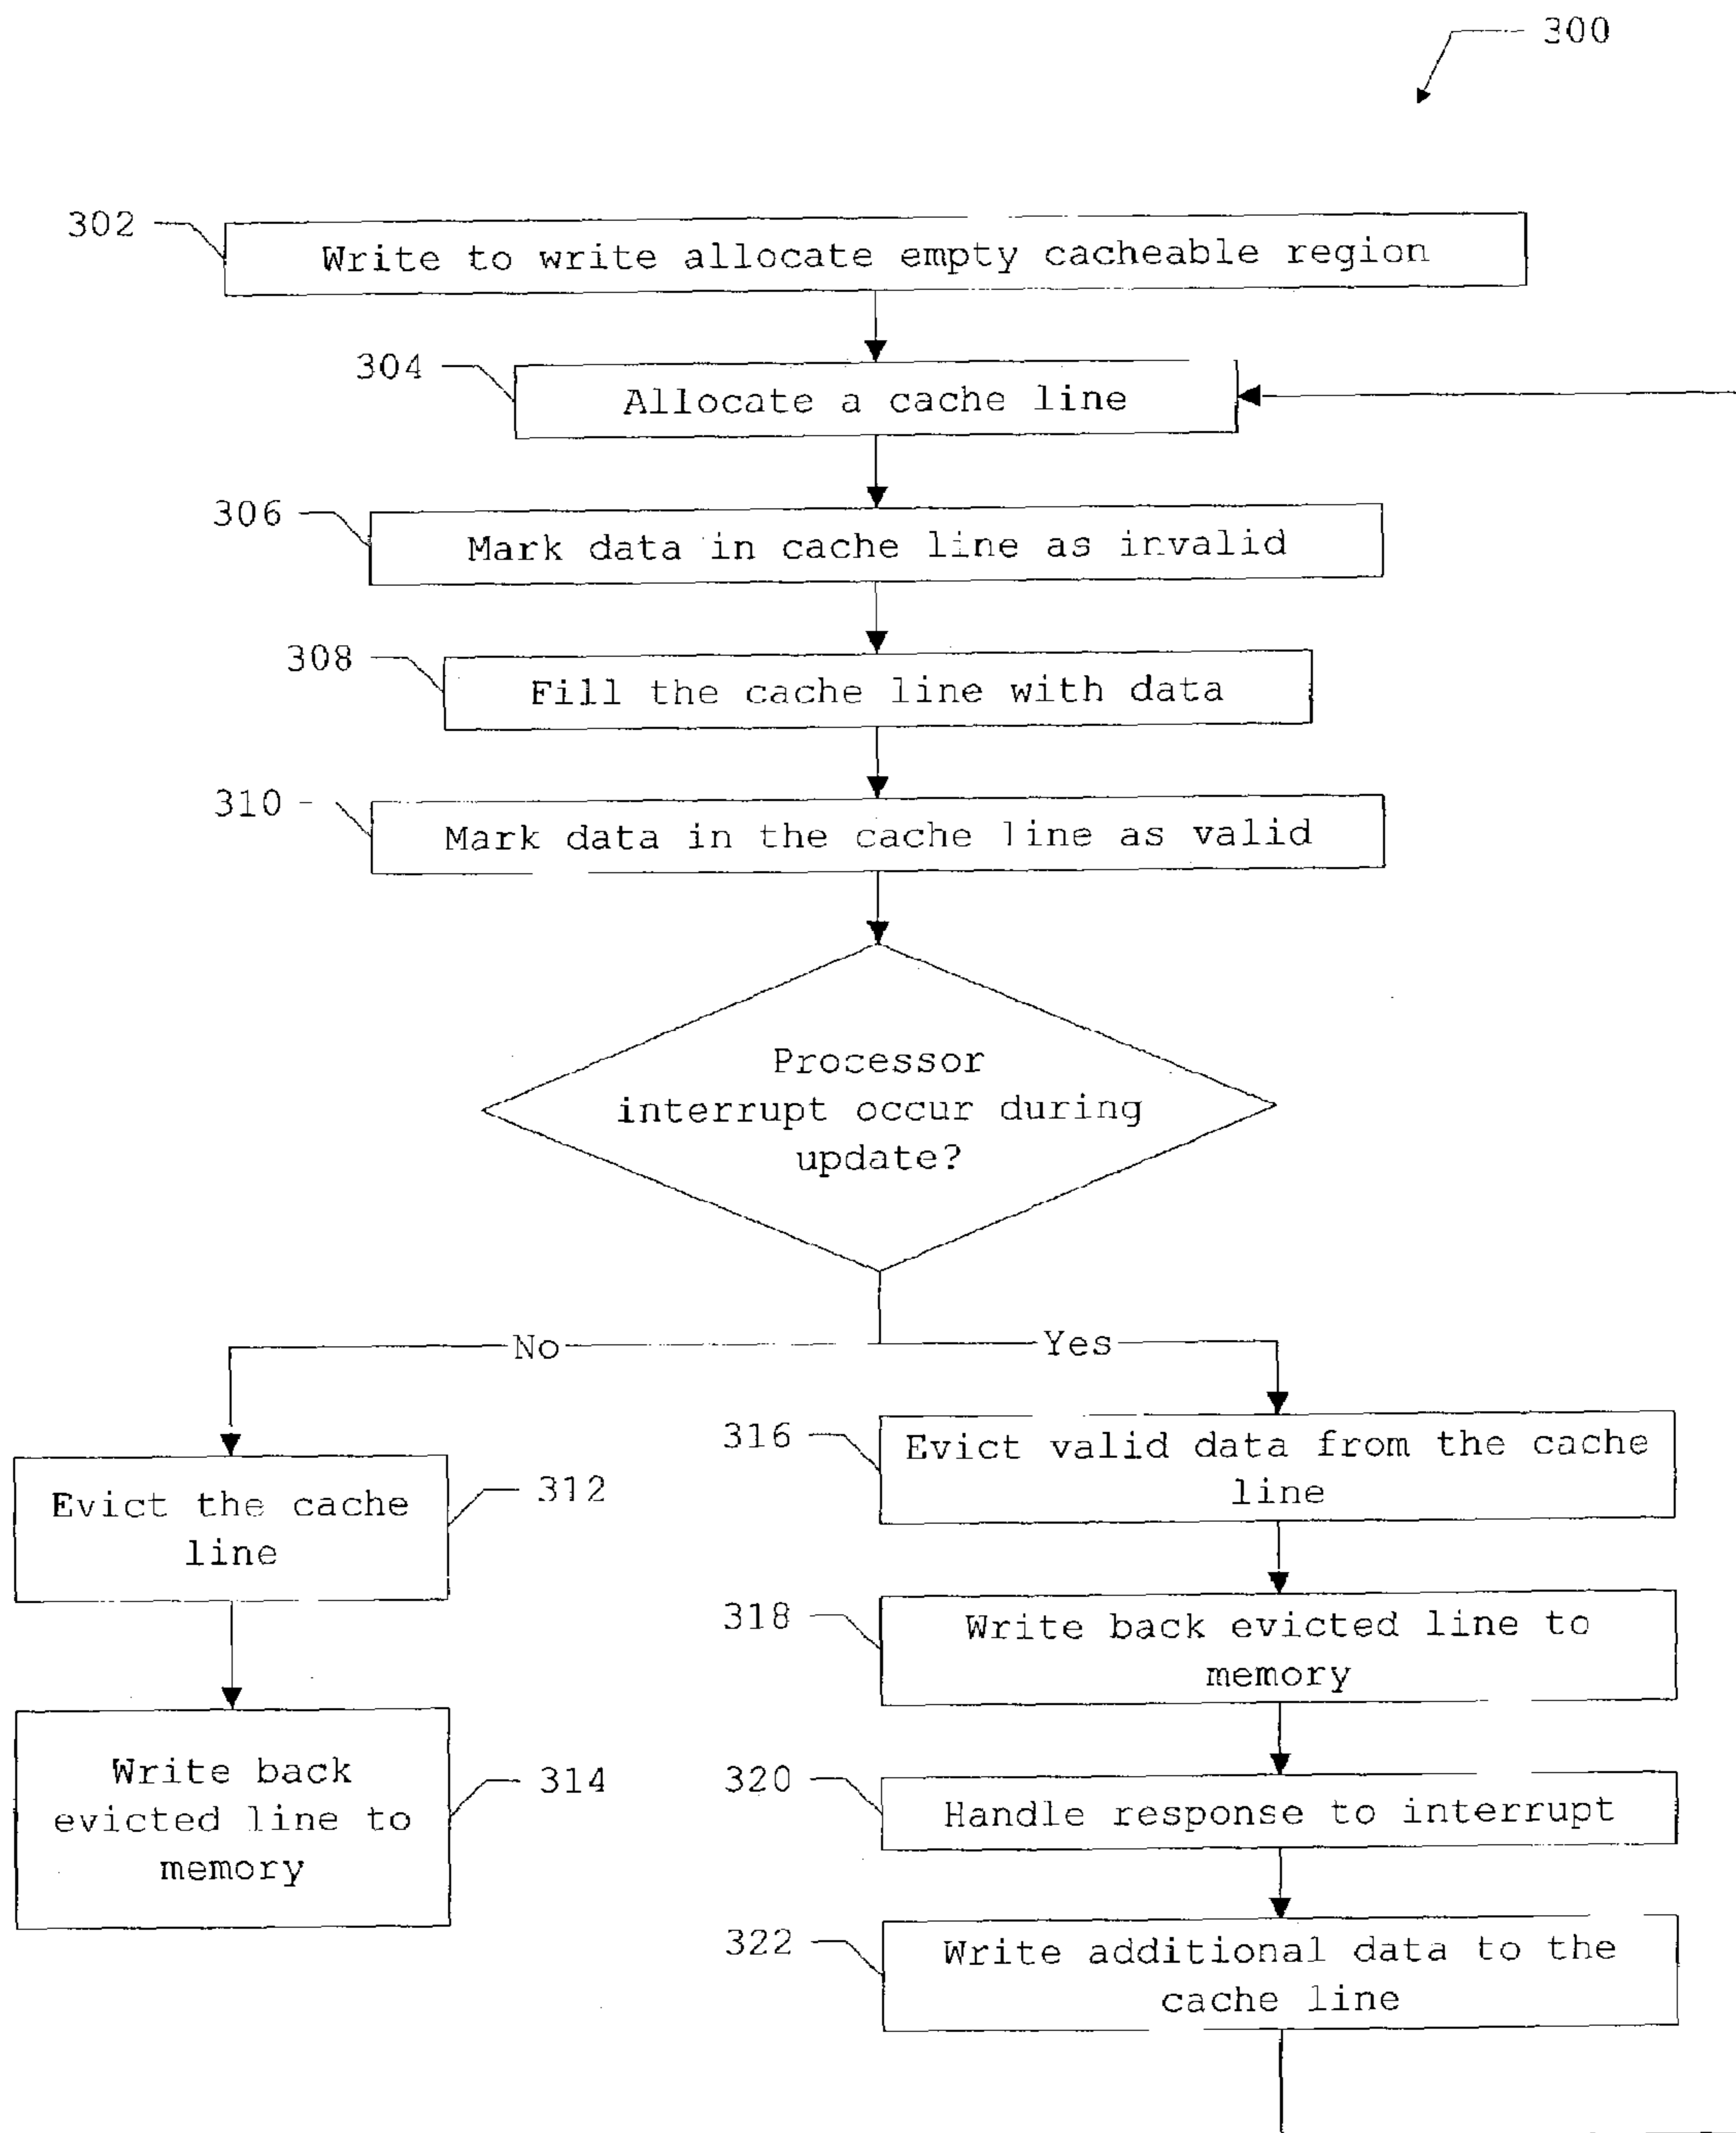 300
302
Write to write allocate empty cacheable region
304
Allocate a cache line
306
Mark data in cache line as invalid
308
Fill the cache line with data
310
Mark data in the cache line as valid
Processor
interrupt occur during
update?
No
Yes
316
Evict valid data from the cache
line
Evict the cache
line
312
318
Write back evicted line to
memory
Write back
evicted line to
memory
314
320
Handle response to interrupt
322
Write additional data to the
cache line